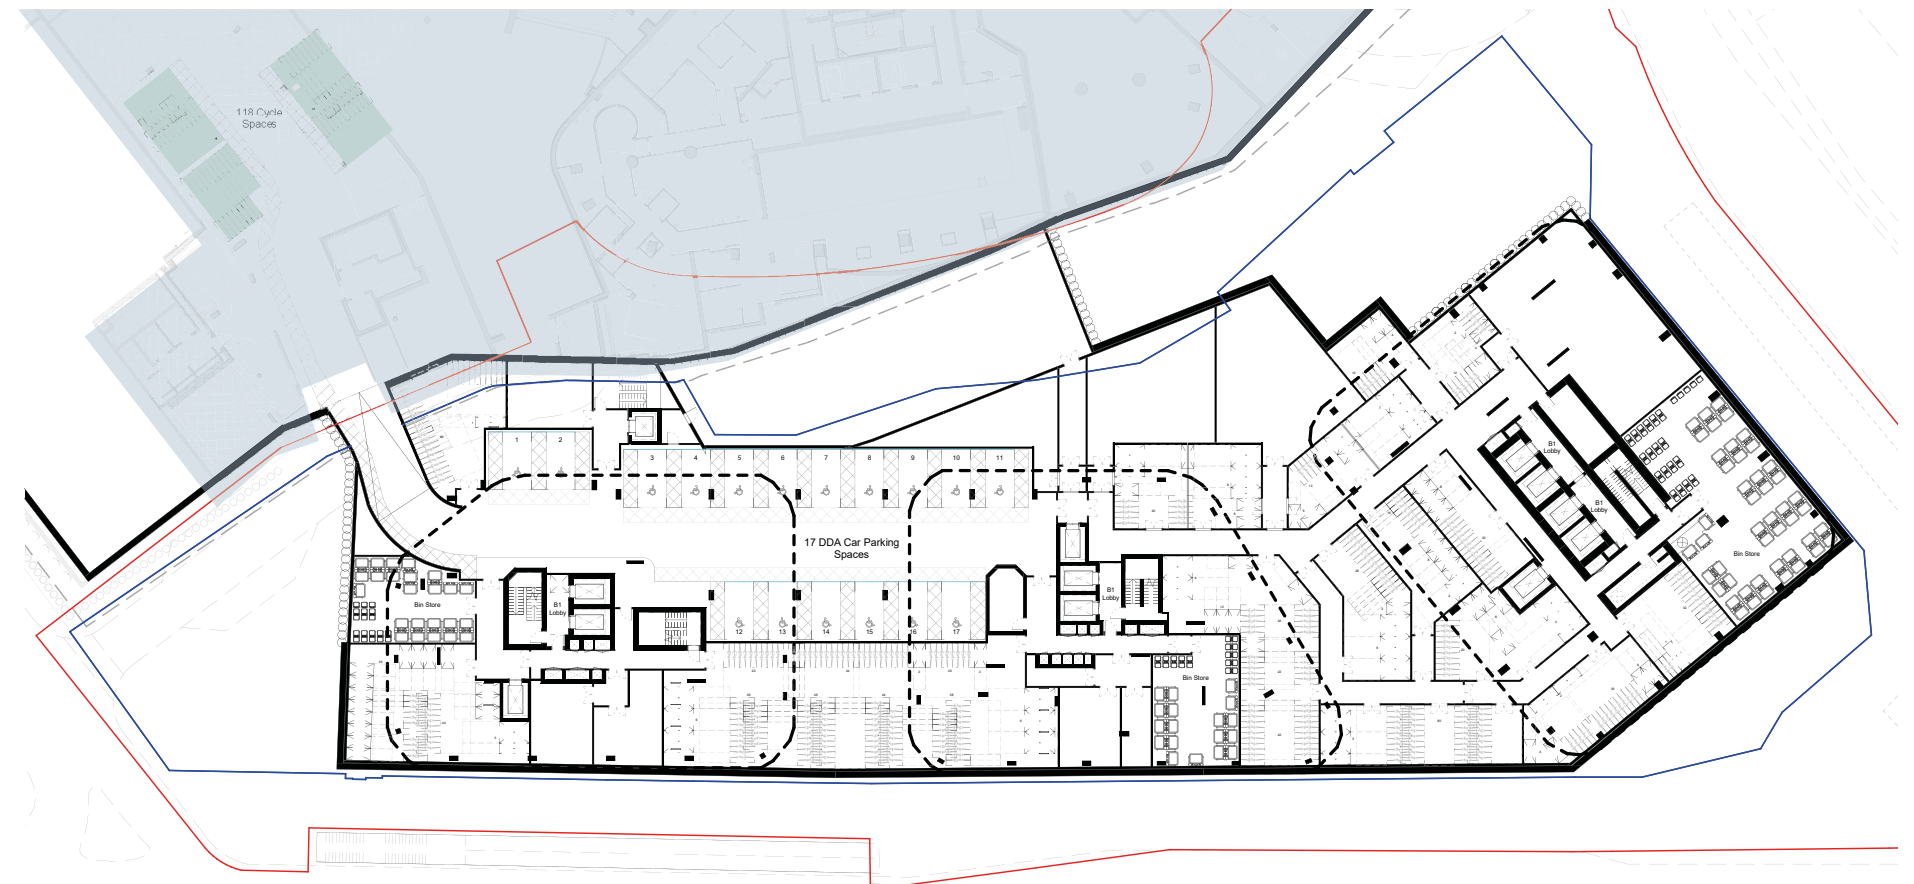 118 Cycle
Spaces
1
2
3
4
5
6
7
8
9
10
11
17 DDA Car Parking
Spaces
12
13
14
15
16
17
Bin Store
B1
Lobby
B1
Lobby
Bin Store
B1
Lobby
B1
Lobby
Bin Store